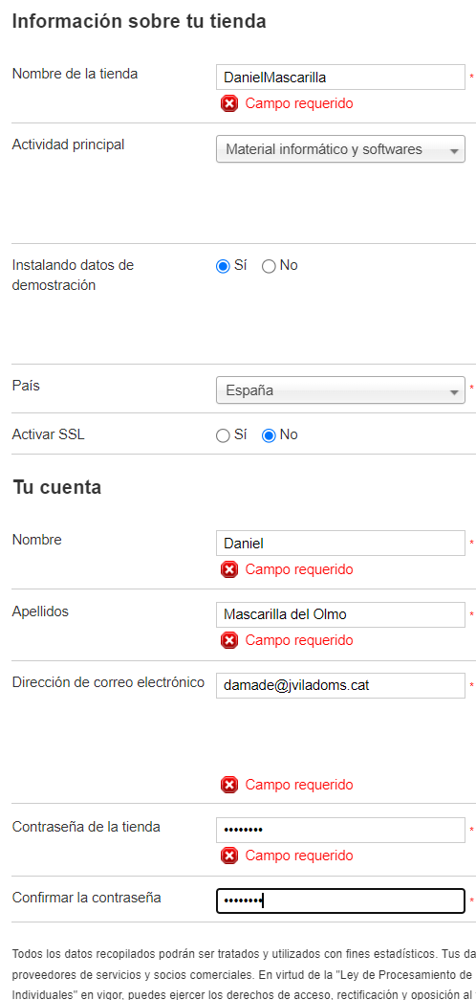 Información sobre tu tienda
Nombre de la tienda DanielMascarilla *
Campo requerido
Actividad principal Material informático y softwares
Instalando datos de Sí No
demostración
País España *
Activar SSL Sí No
Tu cuenta
Nombre Daniel *
Campo requerido
Apellidos Mascarilla del Olmo *
Campo requerido
Dirección de correo electrónico damade@jviladoms.cat *
Campo requerido
Contraseña de la tienda •••••••• *
Campo requerido
Confirmar la contraseña •••••••• *
Todos los datos recopilados podrán ser tratados y utilizados con fines estadísticos. Tus da
proveedores de servicios y socios comerciales. En virtud de la "Ley de Procesamiento de
Individuales" en vigor, puedes ejercer los derechos de acceso, rectificación y oposición al